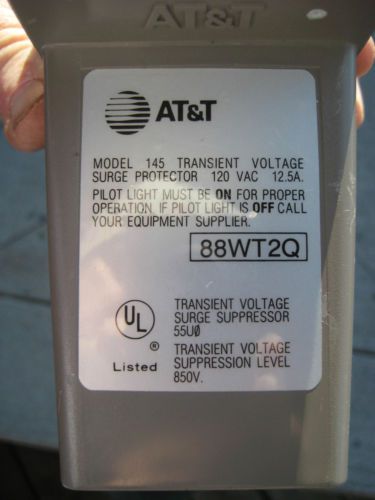 AT&T
AT&T
MODEL 145 TRANSIENT VOLTAGE
SURGE PROTECTOR 120 VAC 12.5A.
PILOT LIGHT MUST BE ON FOR PROPER
OPERATION. IF PILOT LIGHT IS OFF CALL
YOUR EQUIPMENT SUPPLIER.
88WT2Q
UL
®
Listed
TRANSIENT VOLTAGE
SURGE SUPPRESSOR
55UØ
TRANSIENT VOLTAGE
SUPPRESSION LEVEL
850V.